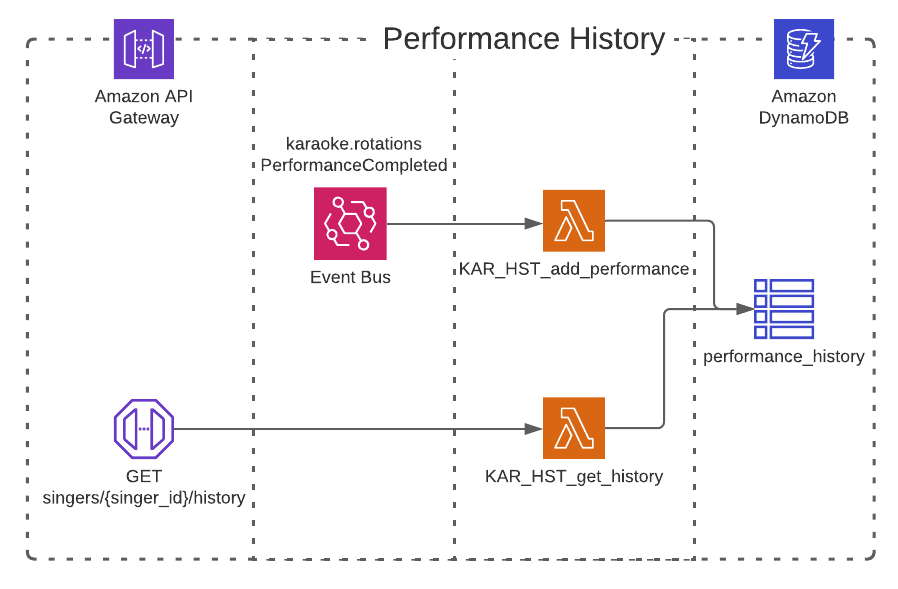 Performance History
Amazon API
Gateway
Amazon
DynamoDB
karaoke.rotations
PerformanceCompleted
Event Bus
KAR_HST_add_performance
performance_history
GET
singers/{singer_id}/history
KAR_HST_get_history